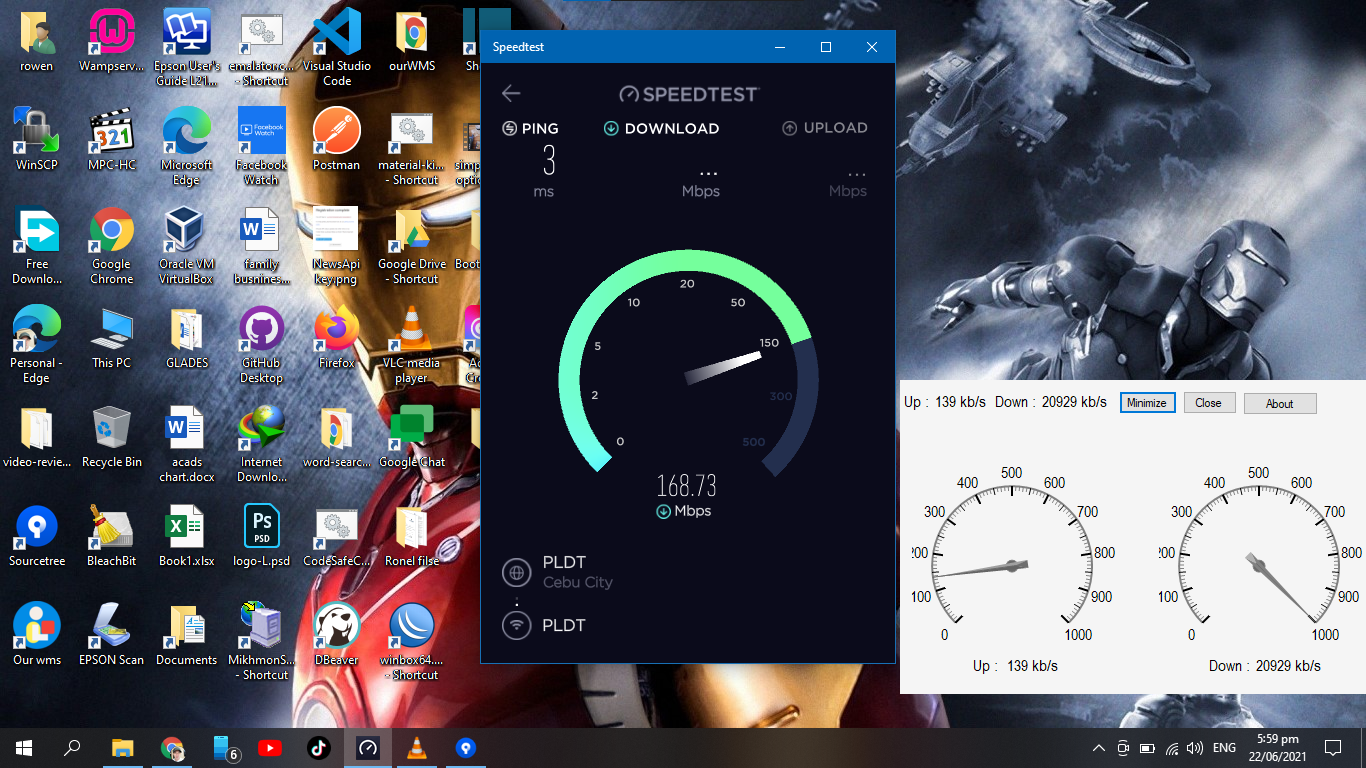 rowen
Wampserv...
Epson User's
Guide L21...
emalatonc...
- Shortcut
Visual Studio
Code
ourWMS
Sh
WinSCP
MPC-HC
Microsoft
Edge
Facebook
Watch
Facebook
Watch
Postman
material-ki...
- Shortcut
simp
optio
Free
Downlo...
Google
Chrome
Oracle VM
VirtualBox
family
busnines...
NewsApi
key.png
Google Drive
- Shortcut
Boot
Personal -
Edge
This PC
GLADES
GitHub
Desktop
Firefox
VLC media
player
video-revie...
Recycle Bin
acads
chart.docx
Internet
Downlo...
word-searc...
Google Chat
Sourcetree
BleachBit
Book1.xlsx
Ps
PSD
logo-L.psd
CodeSafeC...
Ronel filse
Our wms
EPSON Scan
Documents
MikhmonS...
- Shortcut
DBeaver
winbox64....
- Shortcut
Speedtest
SPEEDTEST
PING
DOWNLOAD
UPLOAD
3
...
...
ms
Mbps
Mbps
0
2
5
10
20
50
150
300
500
168.73
Mbps
PLDT
Cebu City
PLDT
Up : 139 kb/s Down : 20929 kb/s
Minimize
Close
About
0
100
200
300
400
500
600
700
800
900
1000
Up : 139 kb/s
0
100
200
300
400
500
600
700
800
900
1000
Down : 20929 kb/s
6
ENG
5:59 pm
22/06/2021